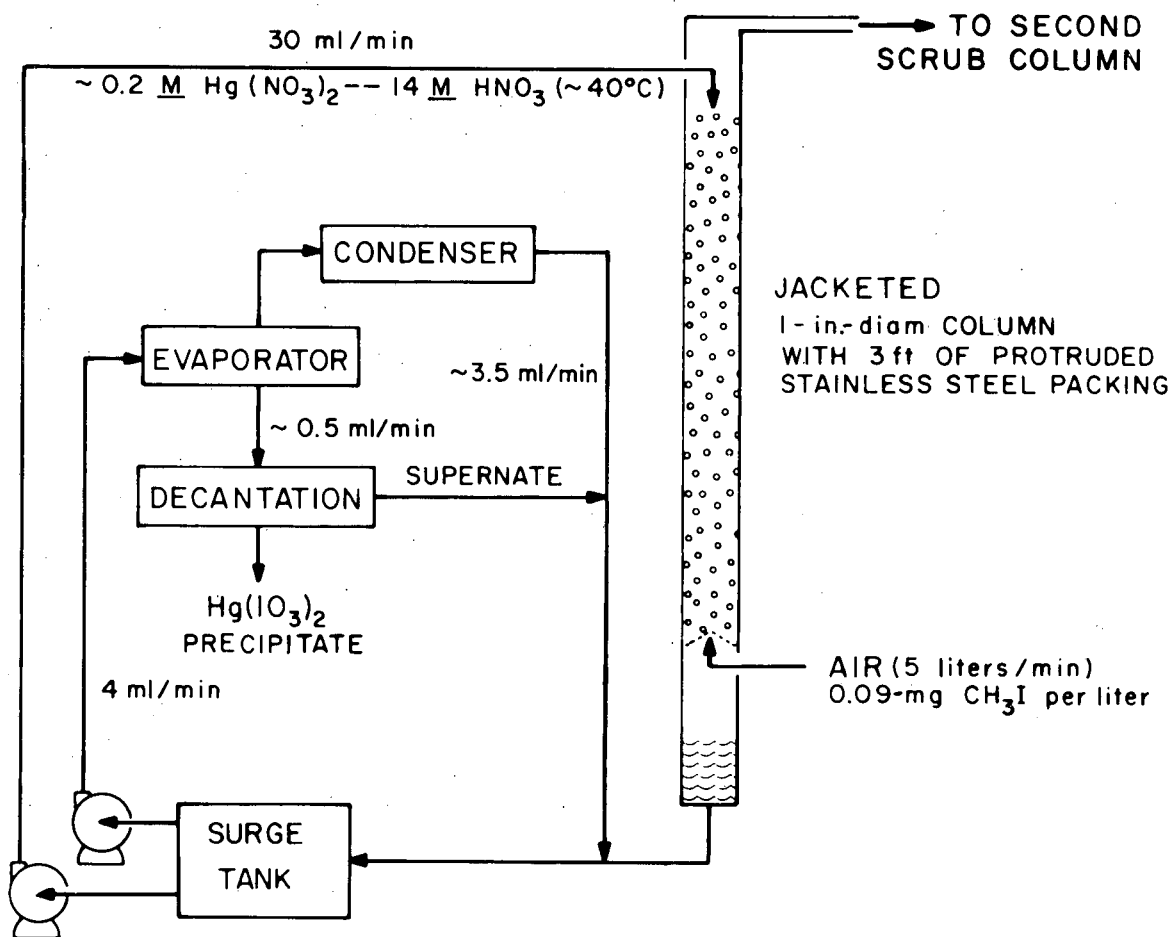 30 ml/min
~ 0.2 M Hg (NO₃)₂-- 14 M HNO₃ (~40°C)
TO SECOND
SCRUB COLUMN
CONDENSER
EVAPORATOR
~3.5 ml/min
~ 0.5 ml/min
DECANTATION
SUPERNATE
Hg(IO₃)₂
PRECIPITATE
4 ml/min
SURGE
TANK
JACKETED
1-in.-diam COLUMN
WITH 3 ft OF PROTRUDED
STAINLESS STEEL PACKING
AIR (5 liters/min)
0.09-mg CH₃I per liter